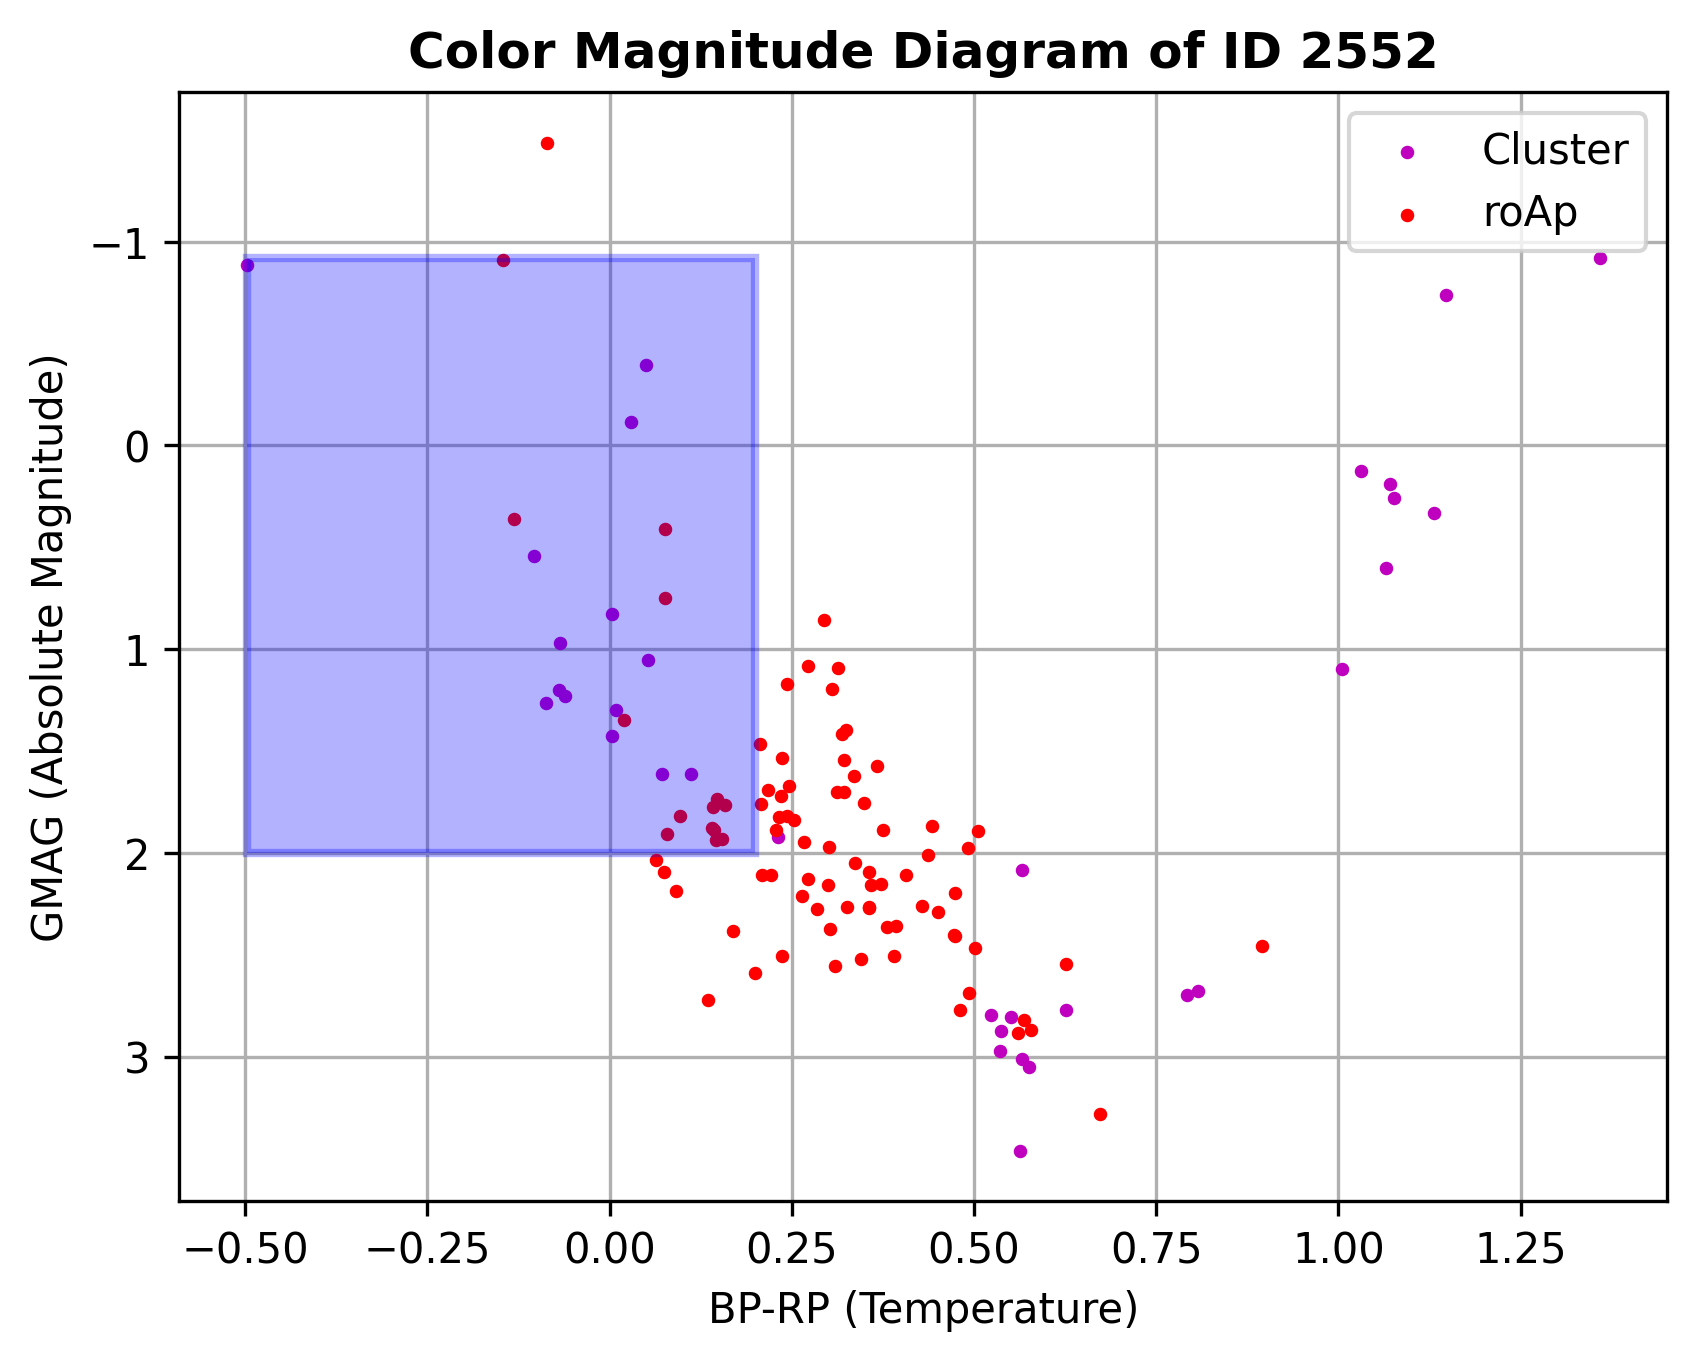 Color Magnitude Diagram of ID 2552
Cluster
roAp
GMAG (Absolute Magnitude)
−1
0
1
2
3
−0.50 −0.25 0.00 0.25 0.50 0.75 1.00 1.25
BP-RP (Temperature)